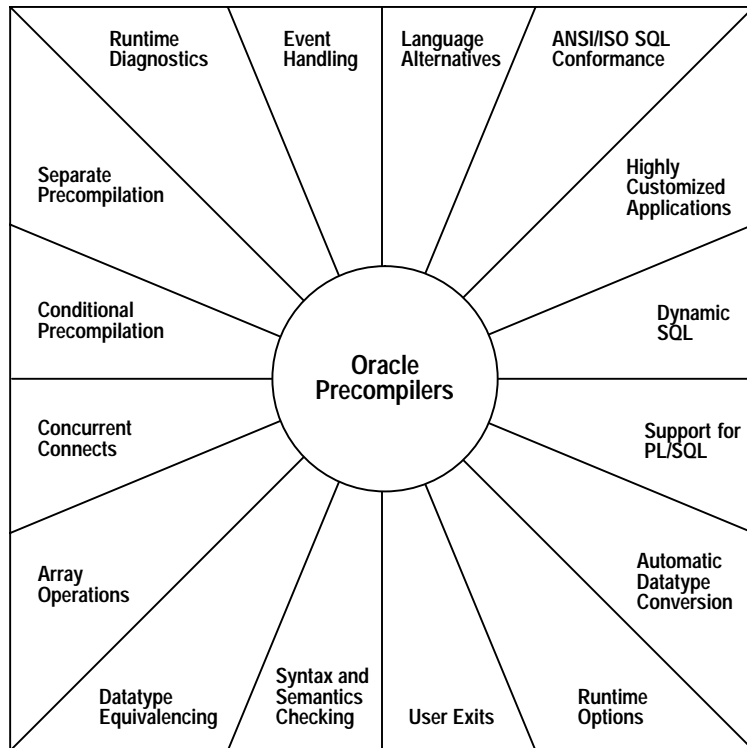 Runtime
Diagnostics
Event
Handling
Language
Alternatives
ANSI/ISO SQL
Conformance
Separate
Precompilation
Highly
Customized
Applications
Conditional
Precompilation
Dynamic
SQL
Oracle
Precompilers
Concurrent
Connects
Support for
PL/SQL
Array
Operations
Automatic
Datatype
Conversion
Datatype
Equivalencing
Syntax and
Semantics
Checking
User Exits
Runtime
Options